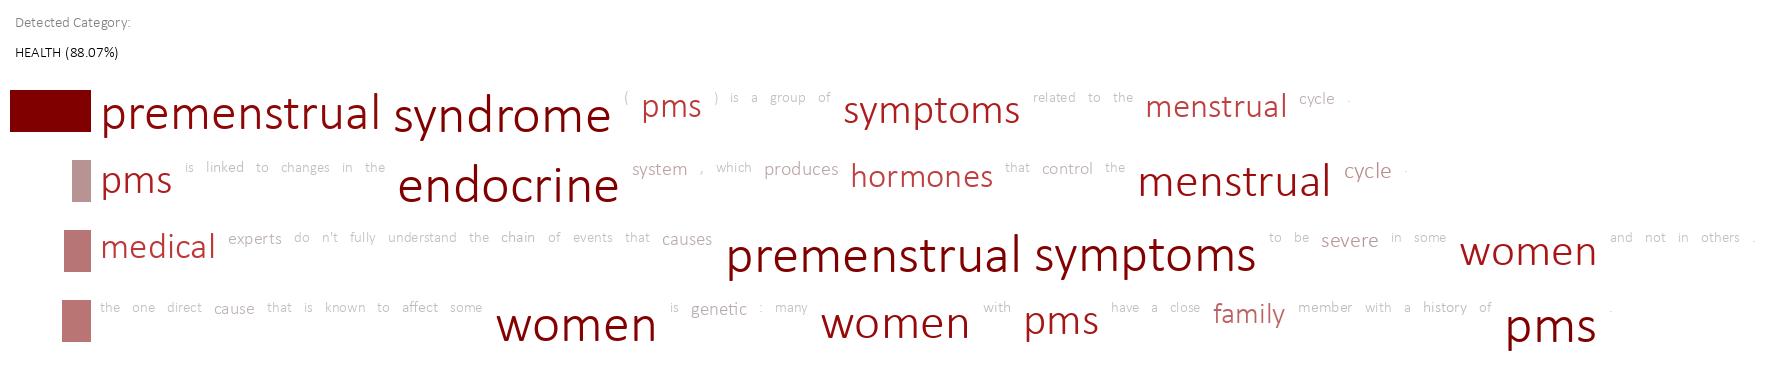 Detected Category:
HEALTH (88.07%)
premenstrual syndrome ( pms ) is a group of symptoms related to the menstrual cycle .
pms is linked to changes in the endocrine system , which produces hormones that control the menstrual cycle .
medical experts do n't fully understand the chain of events that causes premenstrual symptoms to be severe in some women and not in others .
the one direct cause that is known to affect some women is genetic : many women with pms have a close family member with a history of pms .